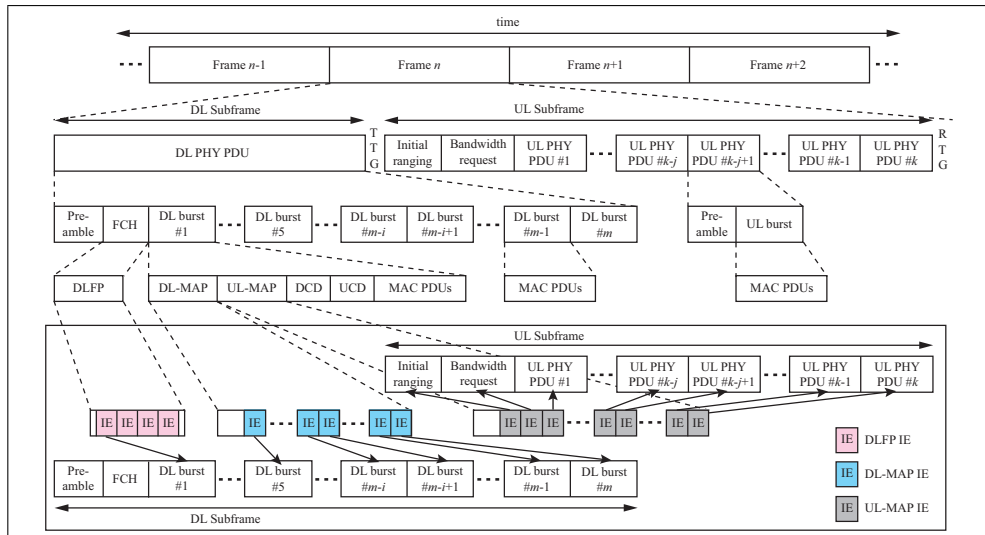 time
Frame n-1 Frame n Frame n+1 Frame n+2
DL Subframe UL Subframe
DL PHY PDU
T
T
G
Initial
ranging
Bandwidth
request
UL PHY
PDU #1
UL PHY
PDU #k-j
UL PHY
PDU #k-j+1
UL PHY
PDU #k-1
UL PHY
PDU #k
R
T
G
Pre-
amble
FCH
DL burst
#1
DL burst
#5
DL burst
#m-i
DL burst
#m-i+1
DL burst
#m-1
DL burst
#m
Pre-
amble
UL burst
DLFP
DL-MAP UL-MAP DCD UCD MAC PDUs
MAC PDUs
MAC PDUs
UL Subframe
Initial
ranging
Bandwidth
request
UL PHY
PDU #1
UL PHY
PDU #k-j
UL PHY
PDU #k-j+1
UL PHY
PDU #k-1
UL PHY
PDU #k
IE IE IE IE IE IE IE IE IE IE IE IE IE IE IE IE
IE DLFP IE
Pre-
amble
FCH
DL burst
#1
DL burst
#5
DL burst
#m-i
DL burst
#m-i+1
DL burst
#m-1
DL burst
#m
IE DL-MAP IE
IE UL-MAP IE
DL Subframe